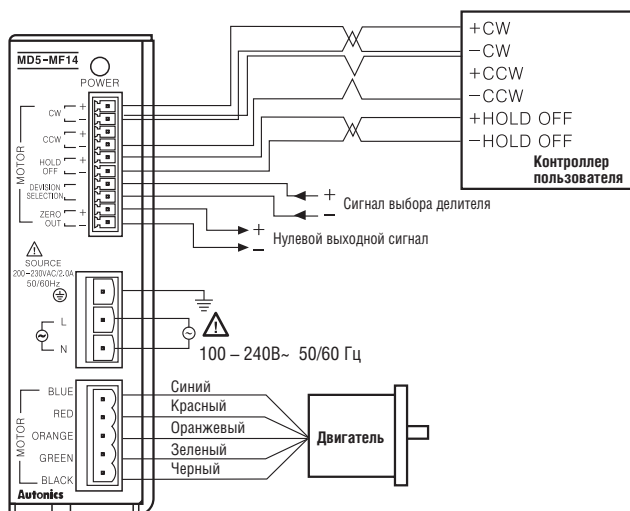 MD5-MF14
POWER
MOTOR
CW
+
−
CCW
+
−
HOLD OFF
+
−
DEVISION SELECTION
ZERO OUT
+
−
SOURCE
200-230VAC/2.0A
50/60Hz
L
N
MOTOR
BLUE
RED
ORANGE
GREEN
BLACK
Autonics
+CW
−CW
+CCW
−CCW
+HOLD OFF
−HOLD OFF
Контроллер
пользователя
+
−
Сигнал выбора делителя
+
−
Нулевой выходной сигнал
100 – 240В~ 50/60 Гц
Синий
Красный
Оранжевый
Зеленый
Черный
Двигатель